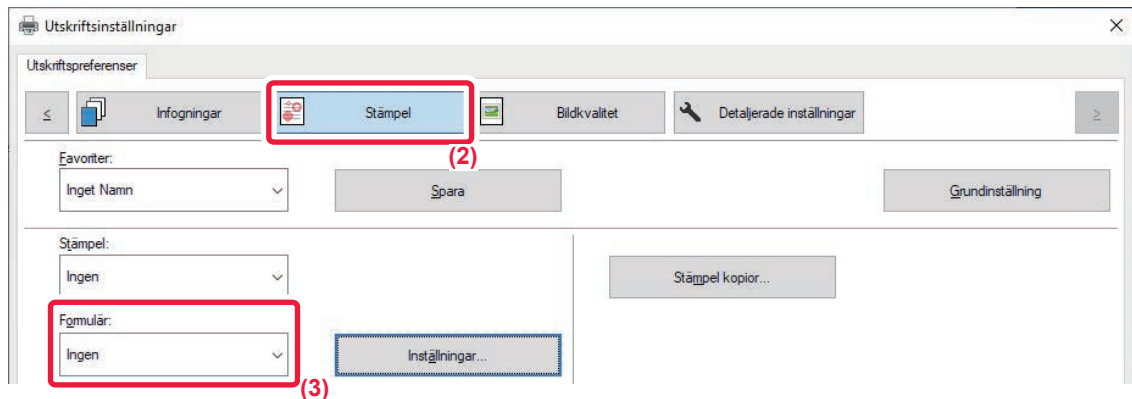 Utskriftsinställningar
Utskriftspreferenser
≤ Infogningar Stämpel Bildkvalitet Detaljerade inställningar ≥
(2)
Favoriter:
Inget Namn Spara Grundinställning
Stämpel:
Ingen Stämpel kopior...
Formulär:
Ingen Inställningar...
(3)